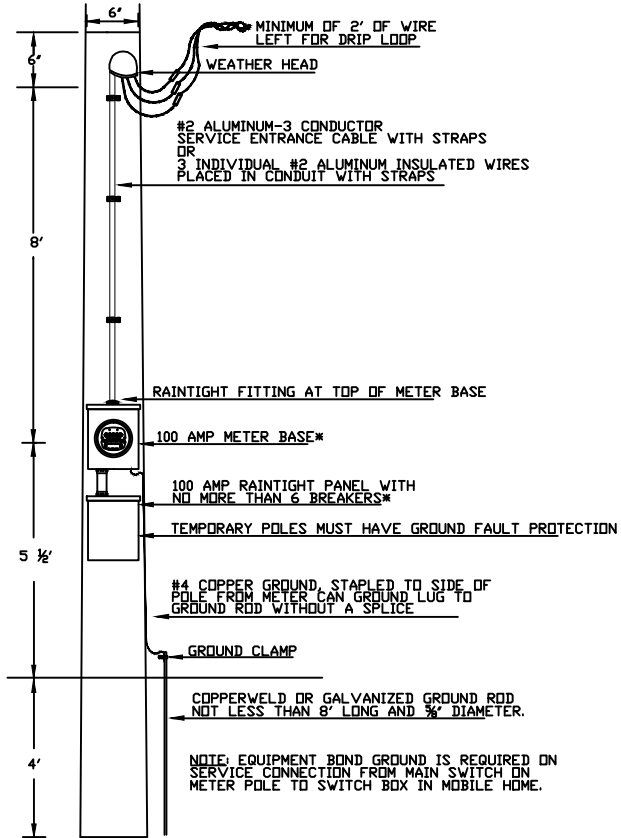 6"
MINIMUM OF 2' OF WIRE
LEFT FOR DRIP LOOP
6"
WEATHER HEAD
#2 ALUMINUM-3 CONDUCTOR
SERVICE ENTRANCE CABLE WITH STRAPS
OR
3 INDIVIDUAL #2 ALUMINUM INSULATED WIRES
PLACED IN CONDUIT WITH STRAPS
8'
RAINTIGHT FITTING AT TOP OF METER BASE
100 AMP METER BASE*
100 AMP RAINTIGHT PANEL WITH
NO MORE THAN 6 BREAKERS*
TEMPORARY POLES MUST HAVE GROUND FAULT PROTECTION
5 ½'
#4 COPPER GROUND, STAPLED TO SIDE OF
POLE FROM METER CAN GROUND LUG TO
GROUND ROD WITHOUT A SPLICE
GROUND CLAMP
COPPERWELD OR GALVANIZED GROUND ROD
NOT LESS THAN 8' LONG AND ⅝" DIAMETER.
4'
NOTE: EQUIPMENT BOND GROUND IS REQUIRED ON
SERVICE CONNECTION FROM MAIN SWITCH ON
METER POLE TO SWITCH BOX IN MOBILE HOME.